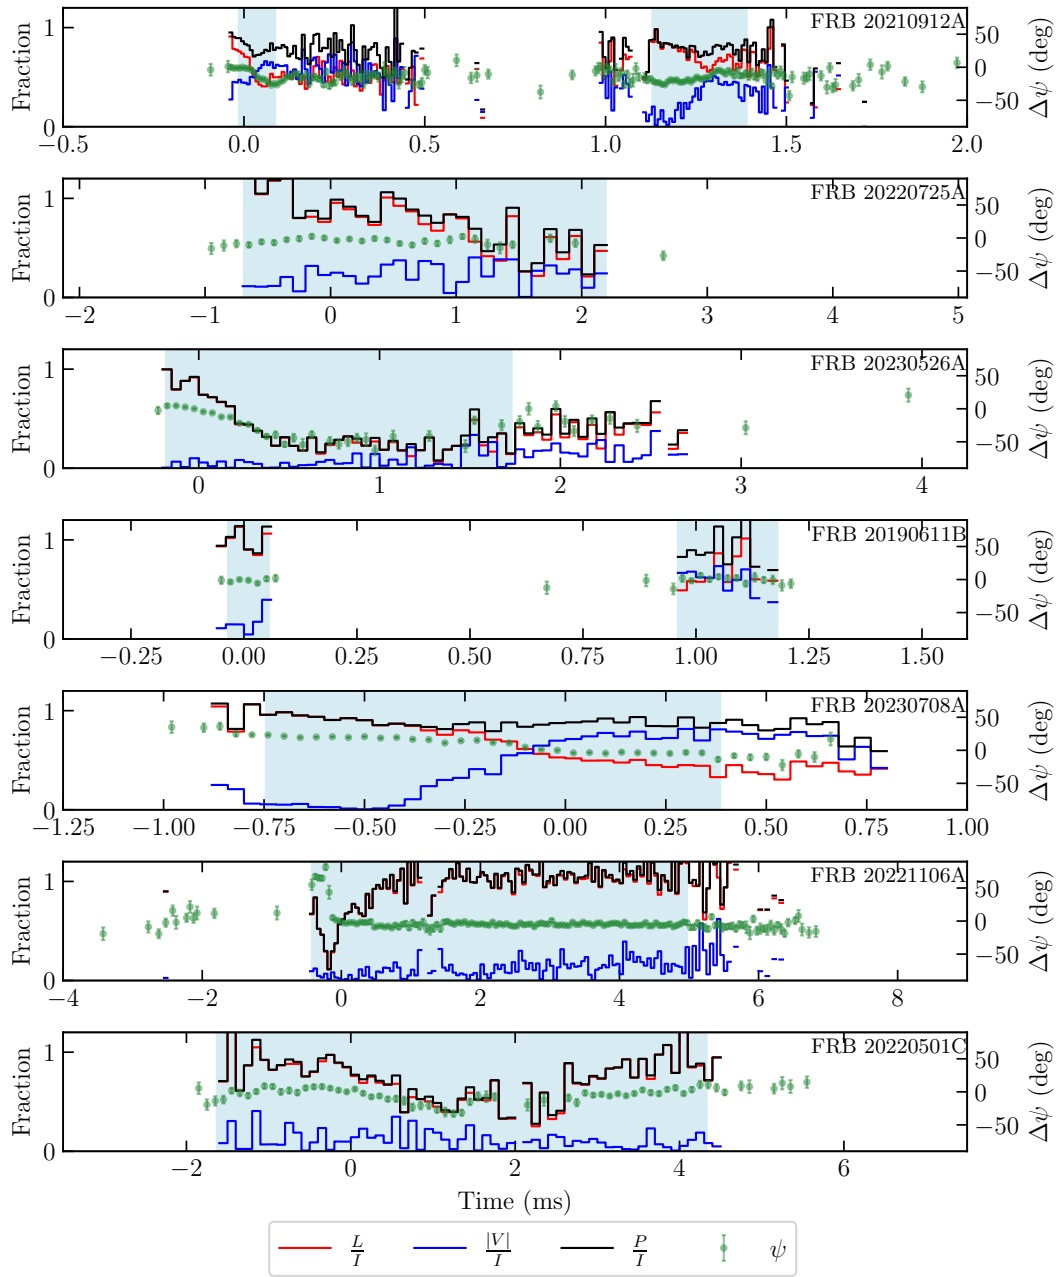 FRB 20210912A
Fraction
1
0
50
0
−50
Δψ (deg)
−0.5 0.0 0.5 1.0 1.5 2.0
FRB 20220725A
Fraction
1
0
50
0
−50
Δψ (deg)
−2 −1 0 1 2 3 4 5
FRB 20230526A
Fraction
1
0
50
0
−50
Δψ (deg)
0 1 2 3 4
FRB 20190611B
Fraction
1
0
50
0
−50
Δψ (deg)
−0.25 0.00 0.25 0.50 0.75 1.00 1.25 1.50
FRB 20230708A
Fraction
1
0
50
0
−50
Δψ (deg)
−1.25 −1.00 −0.75 −0.50 −0.25 0.00 0.25 0.50 0.75 1.00
FRB 20221106A
Fraction
1
0
50
0
−50
Δψ (deg)
−4 −2 0 2 4 6 8
FRB 20220501C
Fraction
1
0
50
0
−50
Δψ (deg)
−2 0 2 4 6
Time (ms)
L/I |V|/I P/I ψ